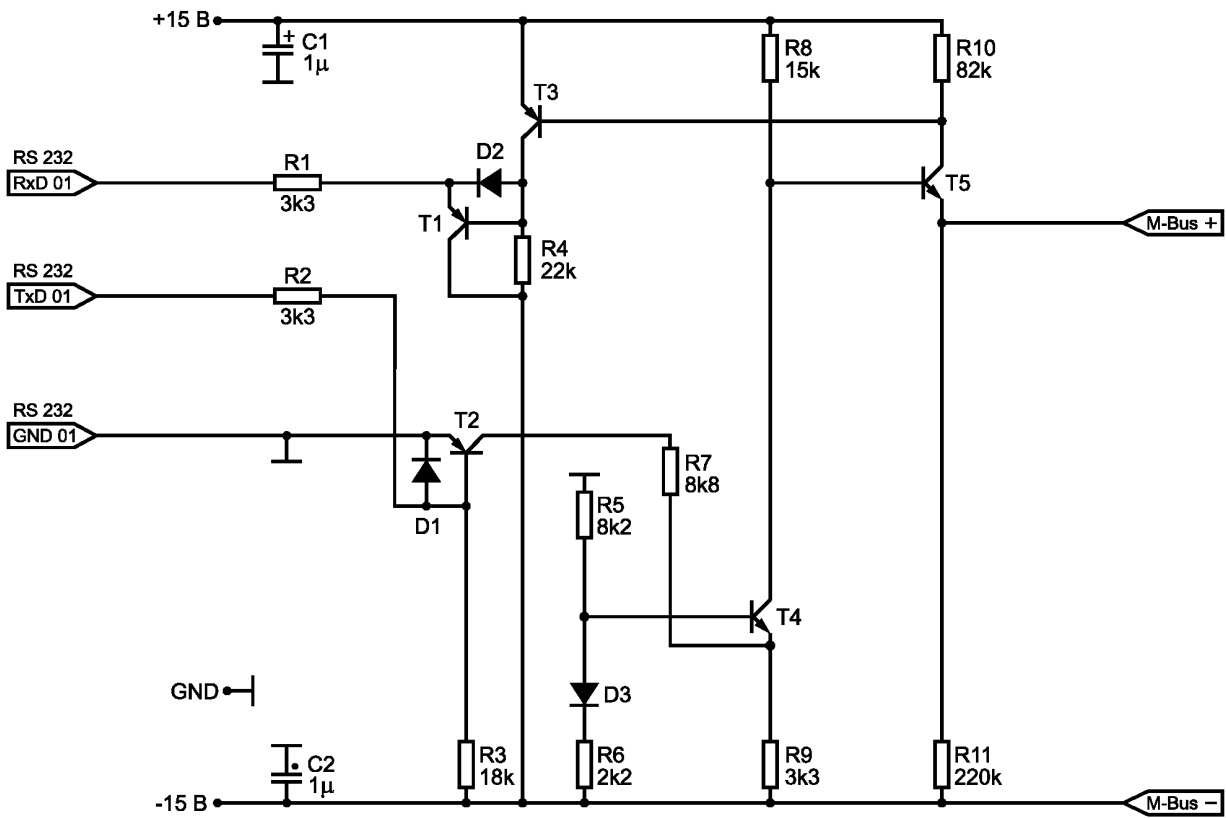 +15 В
+ C1
1µ
R8
15k
R10
82k
T3
RS 232
RxD 01
R1
3k3
D2
T1
T5
R4
22k
M-Bus +
RS 232
TxD 01
R2
3k3
RS 232
GND 01
T2
R7
8k8
D1
R5
8k2
T4
GND
D3
C2
1µ
R3
18k
R6
2k2
R9
3k3
R11
220k
-15 В
M-Bus −